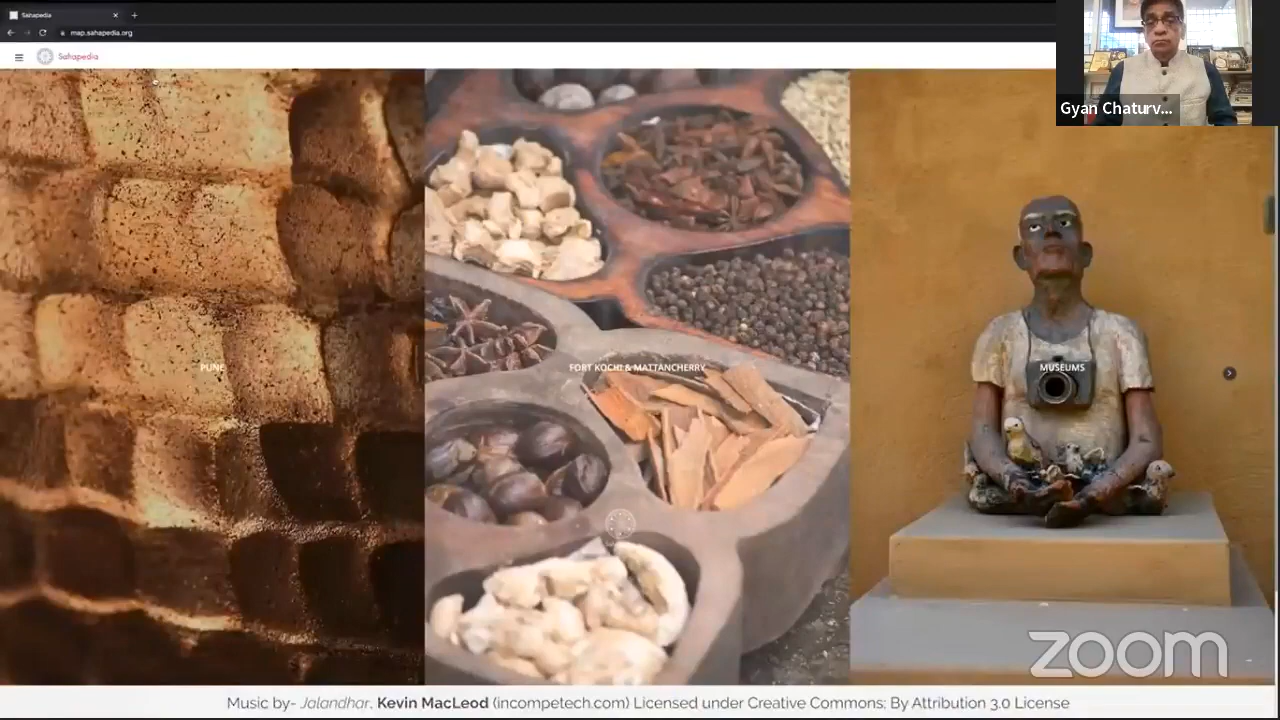 Sahapedia
map.sahapedia.org
Sahapedia
Gyan Chaturv...
PUNE
FORT KOCHI & MATTANCHERRY
MUSEUMS
zoom
Music by- Jalandhar. Kevin MacLeod (incompetech.com) Licensed under Creative Commons: By Attribution 3.0 License